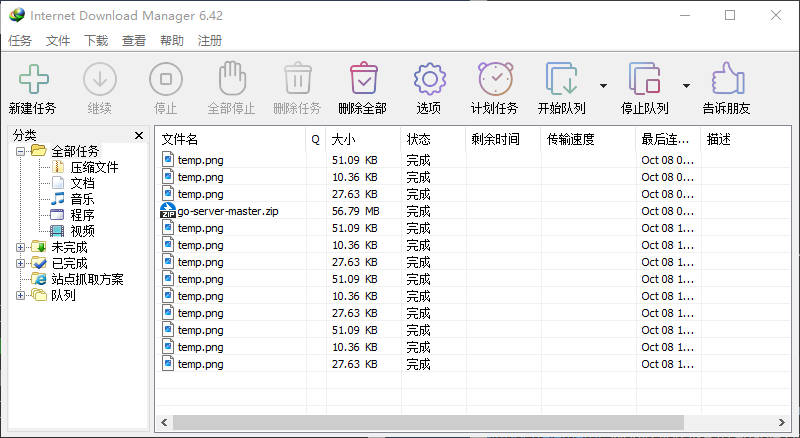 Internet Download Manager 6.42
任务 文件 下载 查看 帮助 注册
新建任务 继续 停止 全部停止 删除任务 删除全部 选项 计划任务 开始队列 停止队列 告诉朋友
分类
全部任务
压缩文件
文档
音乐
程序
视频
未完成
已完成
站点抓取方案
队列
文件名 Q 大小 状态 剩余时间 传输速度 最后连... 描述
temp.png 51.09 KB 完成 Oct 08 0...
temp.png 10.36 KB 完成 Oct 08 0...
temp.png 27.63 KB 完成 Oct 08 0...
ZIP go-server-master.zip 56.79 MB 完成 Oct 08 0...
temp.png 51.09 KB 完成 Oct 08 1...
temp.png 10.36 KB 完成 Oct 08 1...
temp.png 27.63 KB 完成 Oct 08 1...
temp.png 51.09 KB 完成 Oct 08 1...
temp.png 10.36 KB 完成 Oct 08 1...
temp.png 27.63 KB 完成 Oct 08 1...
temp.png 51.09 KB 完成 Oct 08 1...
temp.png 10.36 KB 完成 Oct 08 1...
temp.png 27.63 KB 完成 Oct 08 1...